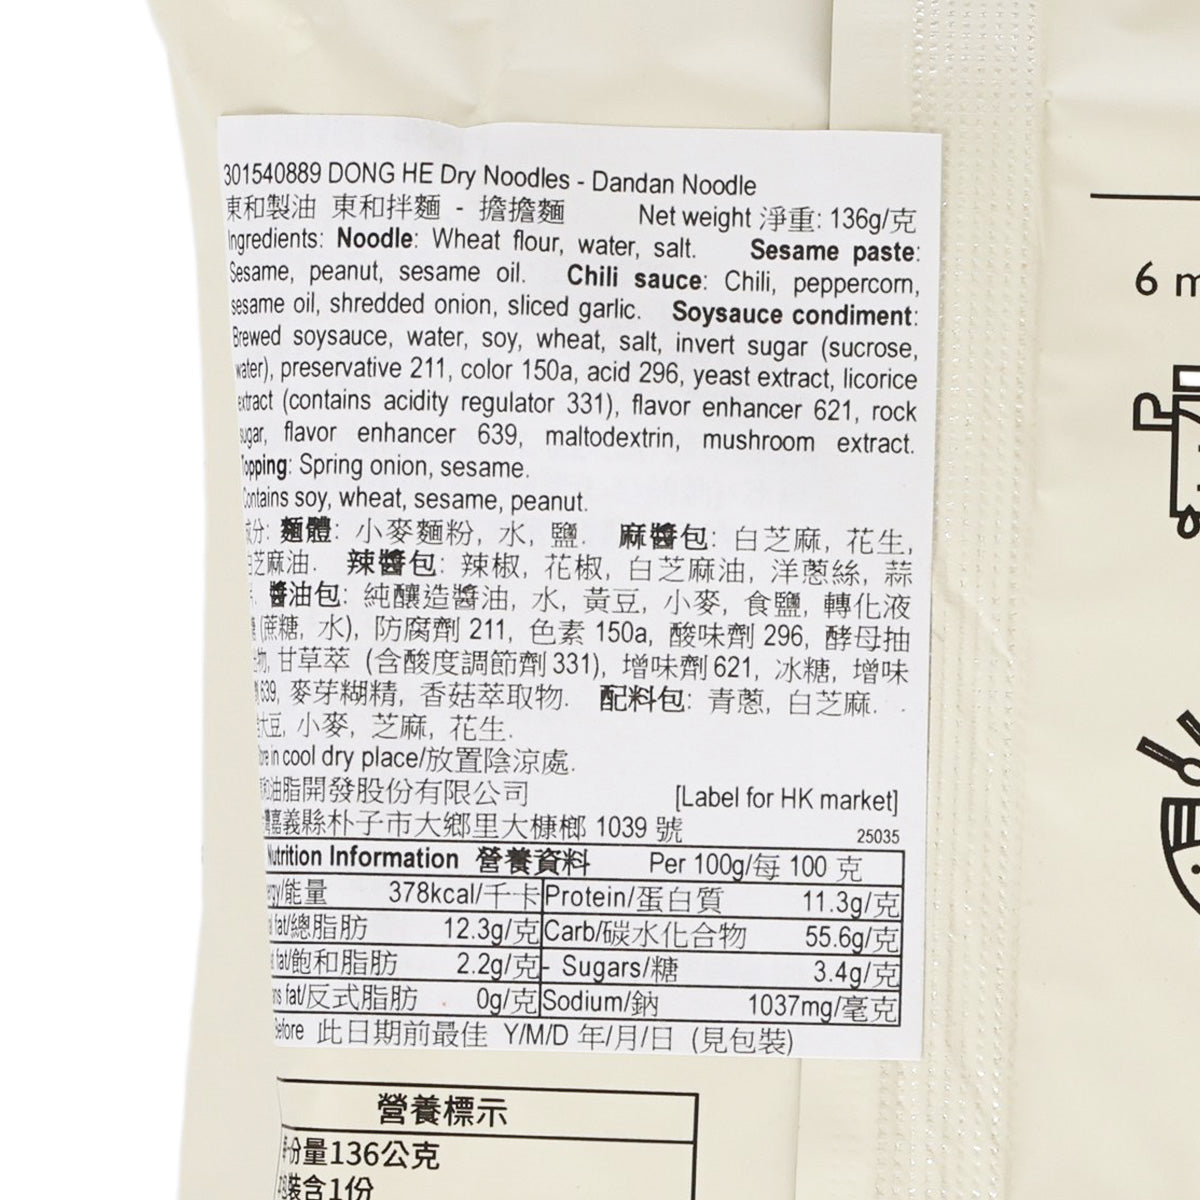 301540889 DONG HE Dry Noodles - Dandan Noodle
東和製油 東和拌麵 - 擔擔麵 Net weight 淨重: 136g/克
Ingredients: Noodle: Wheat flour, water, salt. Sesame paste:
Sesame, peanut, sesame oil. Chili sauce: Chili, peppercorn,
sesame oil, shredded onion, sliced garlic. Soysauce condiment:
Brewed soysauce, water, soy, wheat, salt, invert sugar (sucrose,
water), preservative 211, color 150a, acid 296, yeast extract, licorice
extract (contains acidity regulator 331), flavor enhancer 621, rock
sugar, flavor enhancer 639, maltodextrin, mushroom extract.
Topping: Spring onion, sesame.
Contains soy, wheat, sesame, peanut.
成分: 麵體: 小麥麵粉, 水, 鹽. 麻醬包: 白芝麻, 花生,
白芝麻油. 辣醬包: 辣椒, 花椒, 白芝麻油, 洋蔥絲, 蒜
醬油包: 純釀造醬油, 水, 黃豆, 小麥, 食鹽, 轉化液
(蔗糖, 水), 防腐劑 211, 色素 150a, 酸味劑 296, 酵母抽
物, 甘草萃 (含酸度調節劑 331), 增味劑 621, 冰糖, 增味
639, 麥芽糊精, 香菇萃取物. 配料包: 青蔥, 白芝麻. .
大豆, 小麥, 芝麻, 花生.
in cool dry place/放置陰涼處.
油脂開發股份有限公司 [Label for HK market]
嘉義縣朴子市大鄉里大槺榔 1039 號 25035
Nutrition Information 營養資料 Per 100g/每 100 克
/能量 378kcal/千卡 Protein/蛋白質 11.3g/克
fat/總脂肪 12.3g/克 Carb/碳水化合物 55.6g/克
fat/飽和脂肪 2.2g/克 - Sugars/糖 3.4g/克
fat/反式脂肪 0g/克 Sodium/鈉 1037mg/毫克
Before 此日期前最佳 Y/M/D 年/月/日 (見包裝)
營養標示
份量136公克
裝含1份
6 m